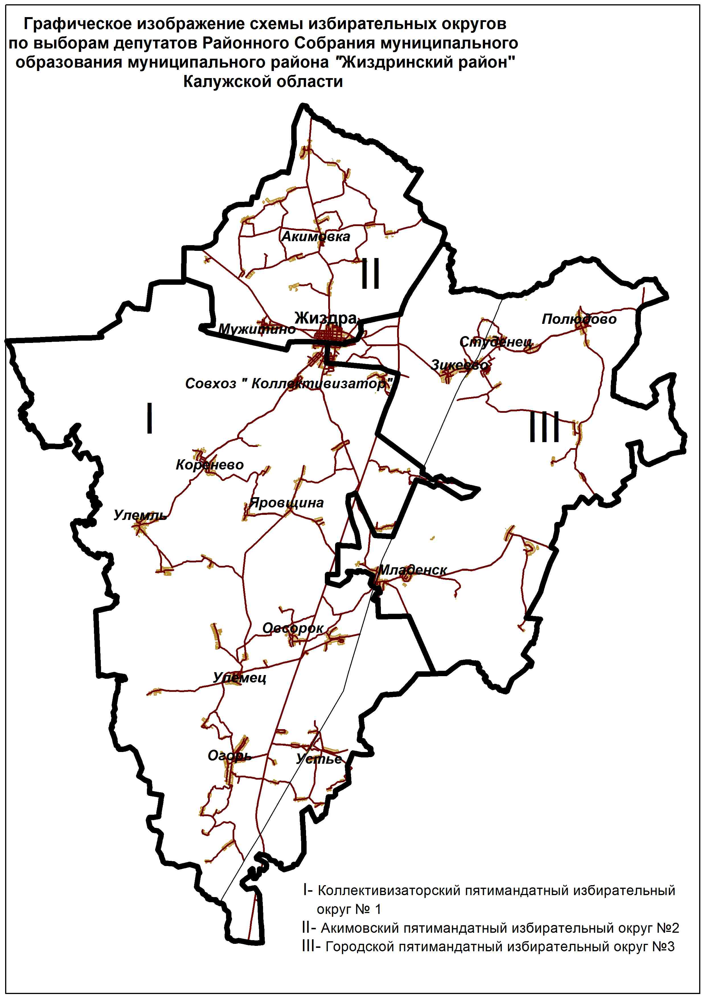 Графическое изображение схемы избирательных округов
по выборам депутатов Районного Собрания муниципального
образования муниципального района "Жиздринский район"
Калужской области
Акимовка
II
Жиздра
Мужитино
Полюдово
Студенец
Зикеево
Совхоз " Коллективизатор"
I
III
Коренево
Яровщина
Улемль
Младенск
Овсорок
Улемец
Огорь
Устье
I- Коллективизаторский пятимандатный избирательный
округ № 1
II- Акимовский пятимандатный избирательный округ №2
III- Городской пятимандатный избирательный округ №3